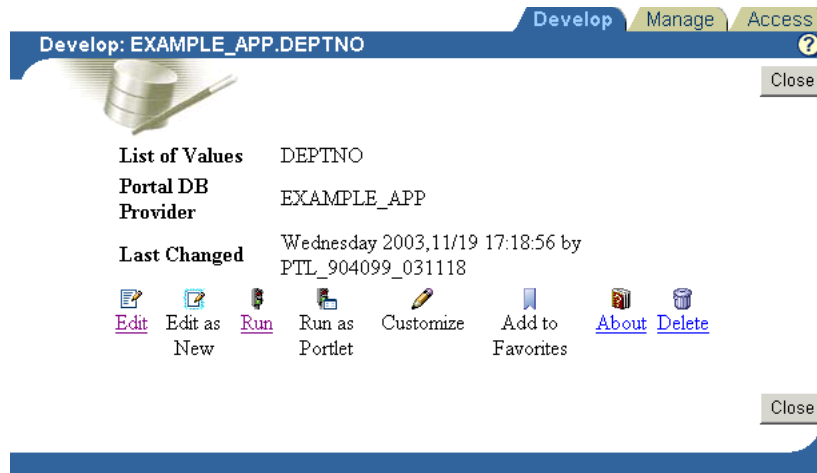 Develop Manage Access
Develop: EXAMPLE_APP.DEPTNO ?
Close
List of Values DEPTNO
Portal DB
Provider
EXAMPLE_APP
Last Changed
Wednesday 2003,11/19 17:18:56 by
PTL_904099_031118
Edit Edit as Run Run as Customize Add to About Delete
New Portlet Favorites
Close